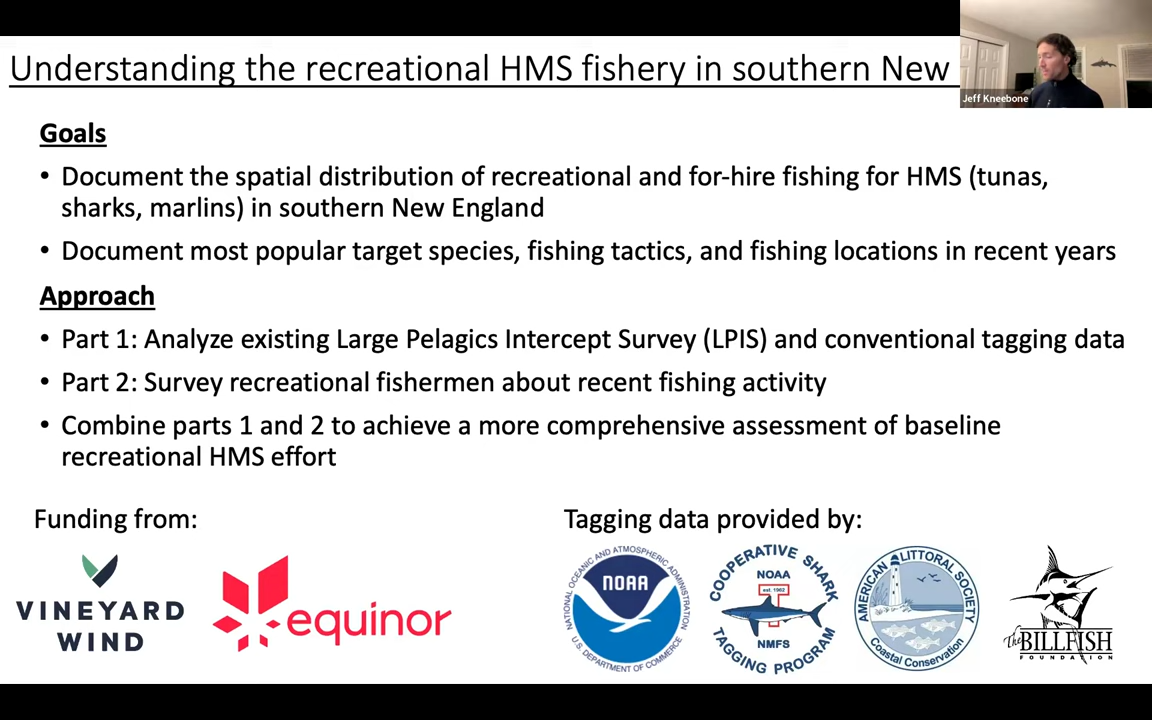 Understanding the recreational HMS fishery in southern New
Jeff Kneebone
Goals
• Document the spatial distribution of recreational and for-hire fishing for HMS (tunas,
sharks, marlins) in southern New England
• Document most popular target species, fishing tactics, and fishing locations in recent years
Approach
• Part 1: Analyze existing Large Pelagics Intercept Survey (LPIS) and conventional tagging data
• Part 2: Survey recreational fishermen about recent fishing activity
• Combine parts 1 and 2 to achieve a more comprehensive assessment of baseline
recreational HMS effort
Funding from:
Tagging data provided by:
VINEYARD
WIND
equinor
NATIONAL OCEANIC AND ATMOSPHERIC ADMINISTRATION
NOAA
U.S. DEPARTMENT OF COMMERCE
COOPERATIVE SHARK
NOAA
est. 1962
NMFS
TAGGING PROGRAM
AMERICAN LITTORAL SOCIETY
Coastal Conservation
The
BILLFISH
FOUNDATION